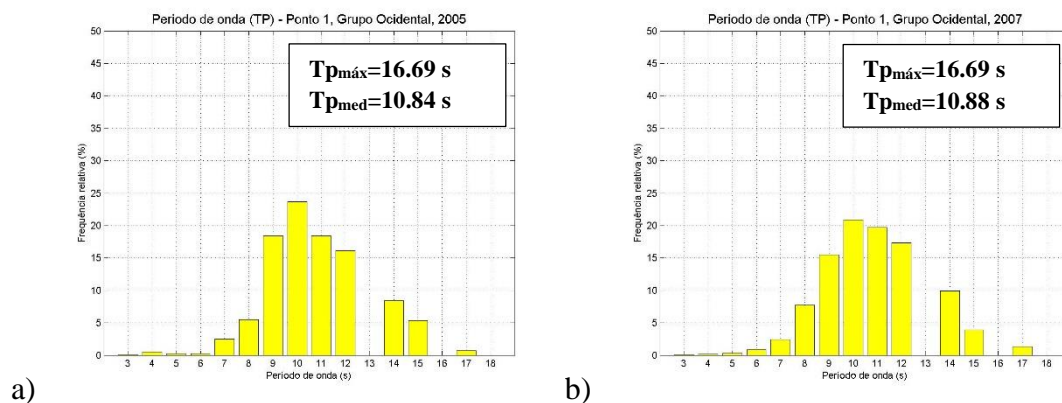 Periodo de onda (TP) - Ponto 1, Grupo Ocidental, 2005
Tpmáx=16.69 s
Tpmed=10.84 s
50
45
40
35
30
25
20
15
10
5
0
Frequência relativa (%)
3 4 5 6 7 8 9 10 11 12 13 14 15 16 17 18
Período de onda (s)
a)
Periodo de onda (TP) - Ponto 1, Grupo Ocidental, 2007
Tpmáx=16.69 s
Tpmed=10.88 s
50
45
40
35
30
25
20
15
10
5
0
Frequência relativa (%)
3 4 5 6 7 8 9 10 11 12 13 14 15 16 17 18
Período de onda (s)
b)